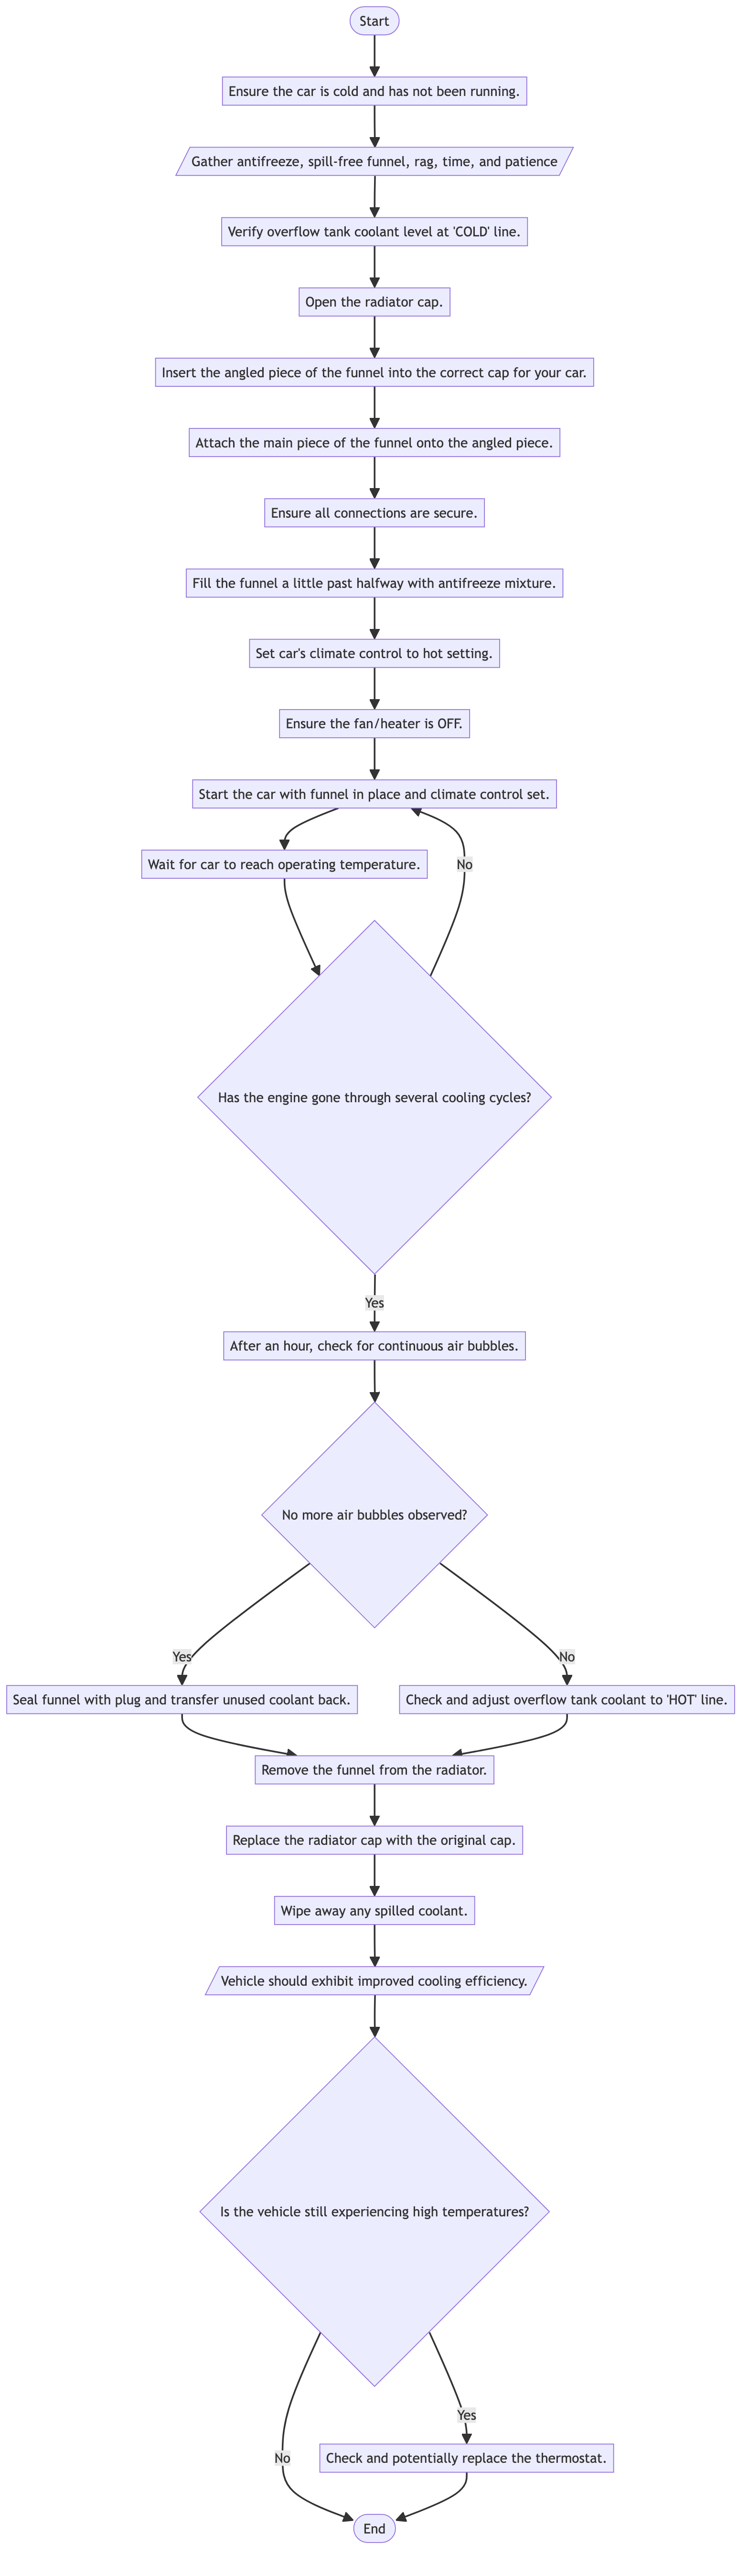 Start
Ensure the car is cold and has not been running.
Gather antifreeze, spill-free funnel, rag, time, and patience
Verify overflow tank coolant level at 'COLD' line.
Open the radiator cap.
Insert the angled piece of the funnel into the correct cap for your car.
Attach the main piece of the funnel onto the angled piece.
Ensure all connections are secure.
Fill the funnel a little past halfway with antifreeze mixture.
Set car's climate control to hot setting.
Ensure the fan/heater is OFF.
Start the car with funnel in place and climate control set.
Wait for car to reach operating temperature.
No
Has the engine gone through several cooling cycles?
Yes
After an hour, check for continuous air bubbles.
No more air bubbles observed?
Yes
No
Seal funnel with plug and transfer unused coolant back.
Check and adjust overflow tank coolant to 'HOT' line.
Remove the funnel from the radiator.
Replace the radiator cap with the original cap.
Wipe away any spilled coolant.
Vehicle should exhibit improved cooling efficiency.
Is the vehicle still experiencing high temperatures?
Yes
No
Check and potentially replace the thermostat.
End